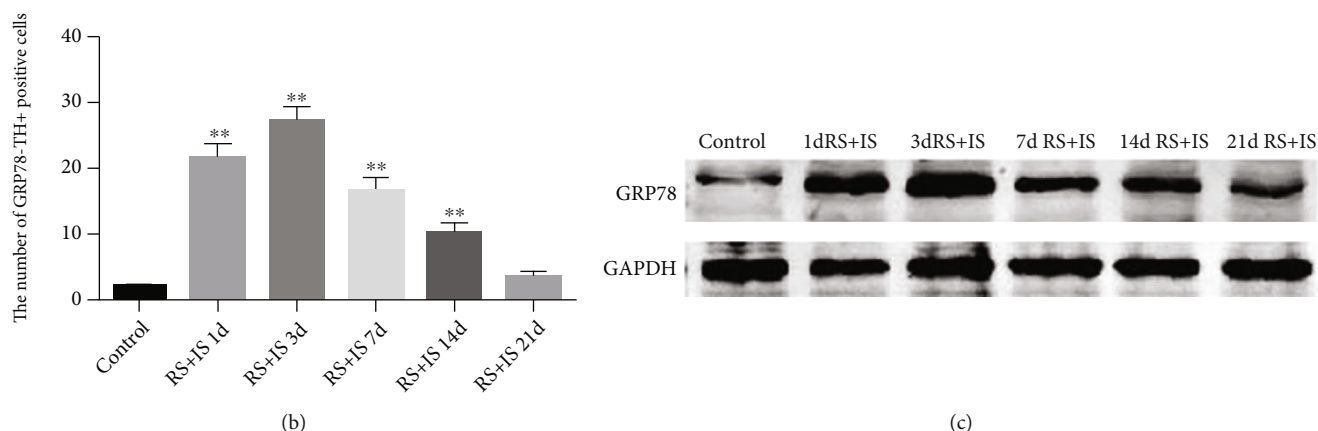 The number of GRP78-TH+ positive cells
40
30
20
10
0
**
**
**
**
Control
RS+IS 1d
RS+IS 3d
RS+IS 7d
RS+IS 14d
RS+IS 21d
(b)
Control 1dRS+IS 3dRS+IS 7d RS+IS 14d RS+IS 21d RS+IS
GRP78
GAPDH
(c)